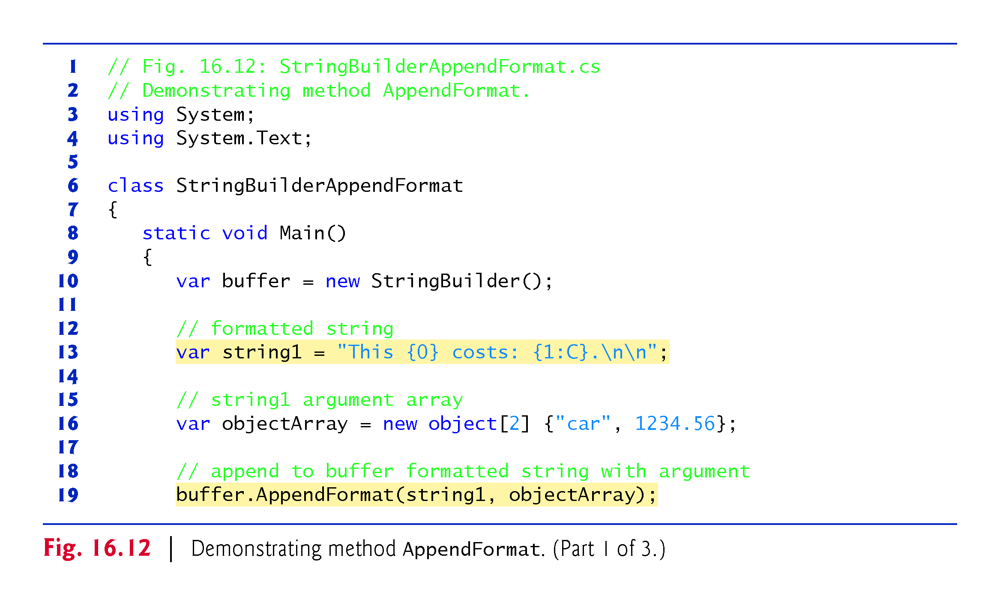 1 // Fig. 16.12: StringBuilderAppendFormat.cs
2 // Demonstrating method AppendFormat.
3 using System;
4 using System.Text;
5
6 class StringBuilderAppendFormat
7 {
8 static void Main()
9 {
10 var buffer = new StringBuilder();
11
12 // formatted string
13 var string1 = "This {0} costs: {1:C}.\n\n";
14
15 // string1 argument array
16 var objectArray = new object[2] {"car", 1234.56};
17
18 // append to buffer formatted string with argument
19 buffer.AppendFormat(string1, objectArray);
Fig. 16.12 | Demonstrating method AppendFormat. (Part 1 of 3.)